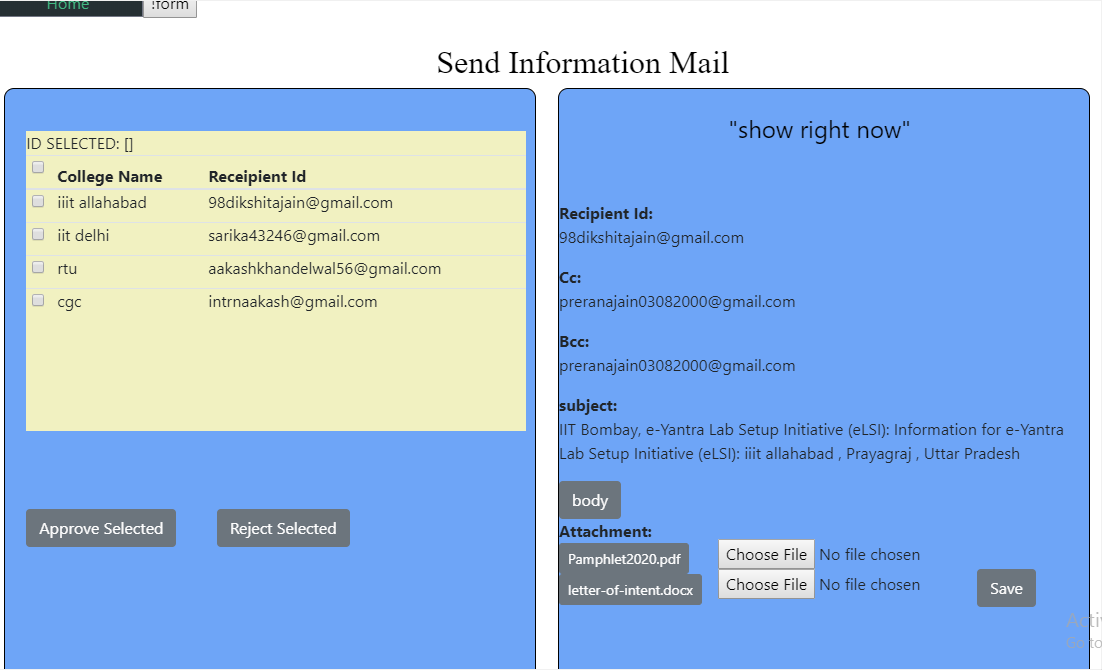 Home
!form
Send Information Mail
ID SELECTED: []
College Name Receipient Id
iiit allahabad 98dikshitajain@gmail.com
iit delhi sarika43246@gmail.com
rtu aakashkhandelwal56@gmail.com
cgc intrnaakash@gmail.com
Approve Selected Reject Selected
"show right now"
Recipient Id:
98dikshitajain@gmail.com
Cc:
preranajain03082000@gmail.com
Bcc:
preranajain03082000@gmail.com
subject:
IIT Bombay, e-Yantra Lab Setup Initiative (eLSI): Information for e-Yantra
Lab Setup Initiative (eLSI): iiit allahabad , Prayagraj , Uttar Pradesh
body
Attachment:
Pamphlet2020.pdf Choose File No file chosen
letter-of-intent.docx Choose File No file chosen
Save
Go to